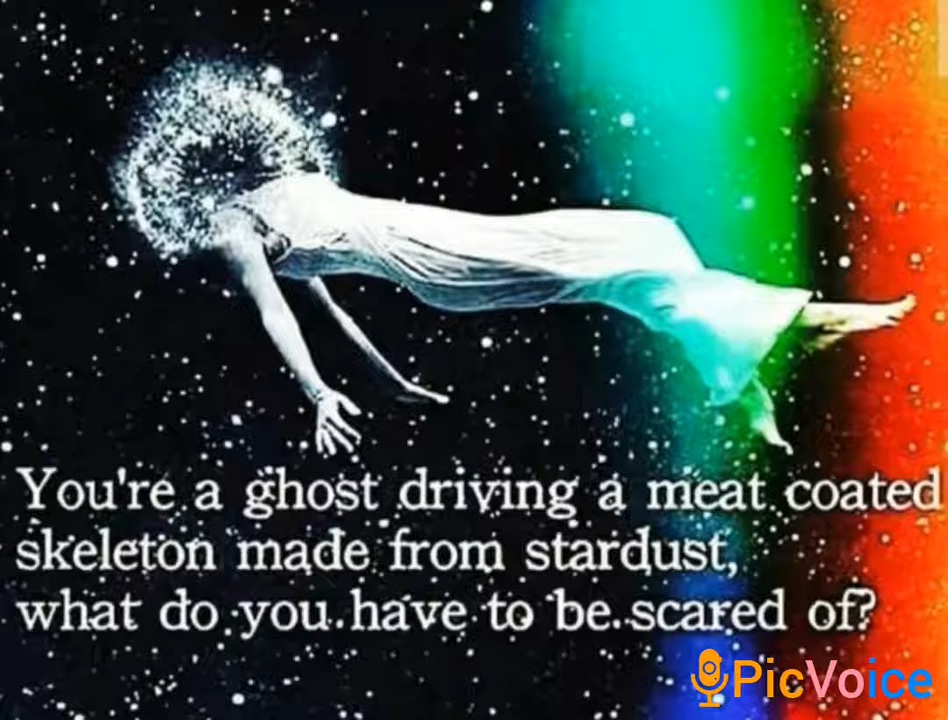 You're a ghost driving a meat coated
skeleton made from stardust,
what do you have to be scared of?
PicVoice